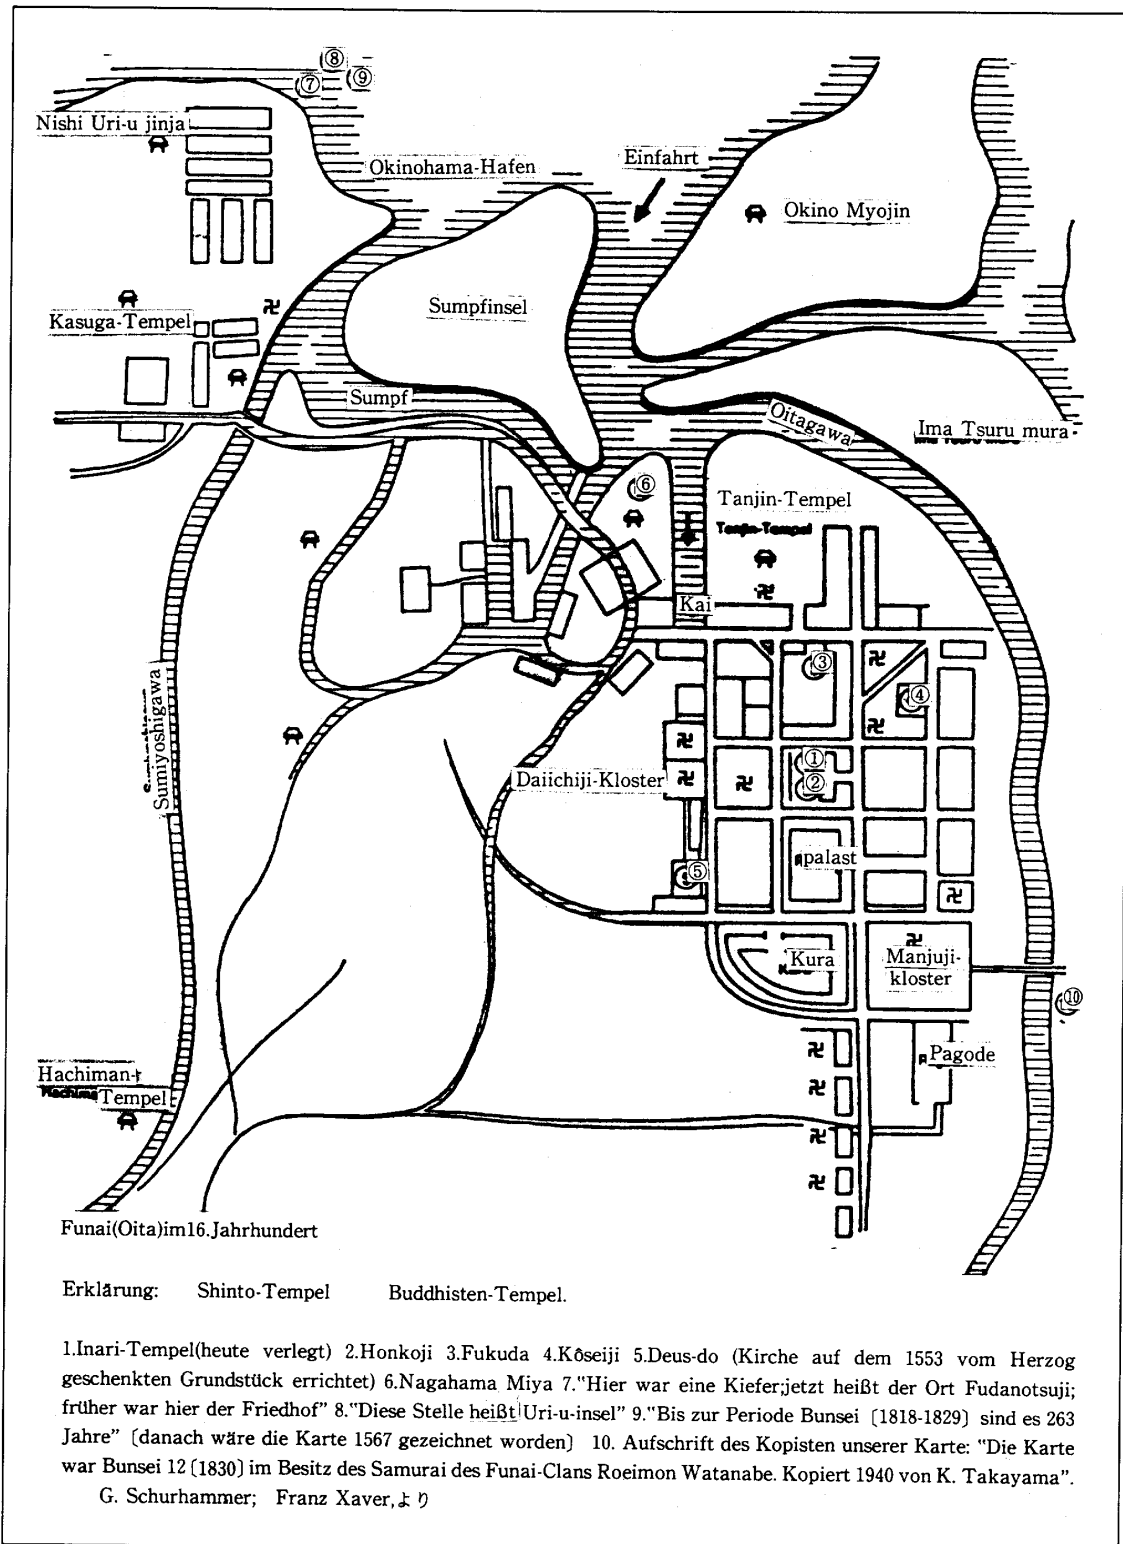 ⑧
⑦ ⑨
Nishi Uri-u jinja
Okinohama-Hafen
Einfahrt
Okino Myojin
Sumpfinsel
Kasuga-Tempel
Sumpf
Oitagawa
Ima Tsuru mura
⑥
Tanjin-Tempel
Tanjin-Tempel
Kai
③
④
Sumiyoshigawa
①
Daiichiji-Kloster
②
palast
⑤
Kura
Manjuji-
kloster
⑩
Pagode
Hachiman-
Tempel
Funai(Oita)im16.Jahrhundert
Erklärung: Shinto-Tempel Buddhisten-Tempel.
1.Inari-Tempel(heute verlegt) 2.Honkoji 3.Fukuda 4.Kôseiji 5.Deus-do (Kirche auf dem 1553 vom Herzog
geschenkten Grundstück errichtet) 6.Nagahama Miya 7."Hier war eine Kiefer;jetzt heißt der Ort Fudanotsuji;
früher war hier der Friedhof" 8."Diese Stelle heißt Uri-u-insel" 9."Bis zur Periode Bunsei [1818-1829] sind es 263
Jahre" [danach wäre die Karte 1567 gezeichnet worden] 10. Aufschrift des Kopisten unserer Karte: "Die Karte
war Bunsei 12 [1830] im Besitz des Samurai des Funai-Clans Roeimon Watanabe. Kopiert 1940 von K. Takayama".
G. Schurhammer; Franz Xaver,より